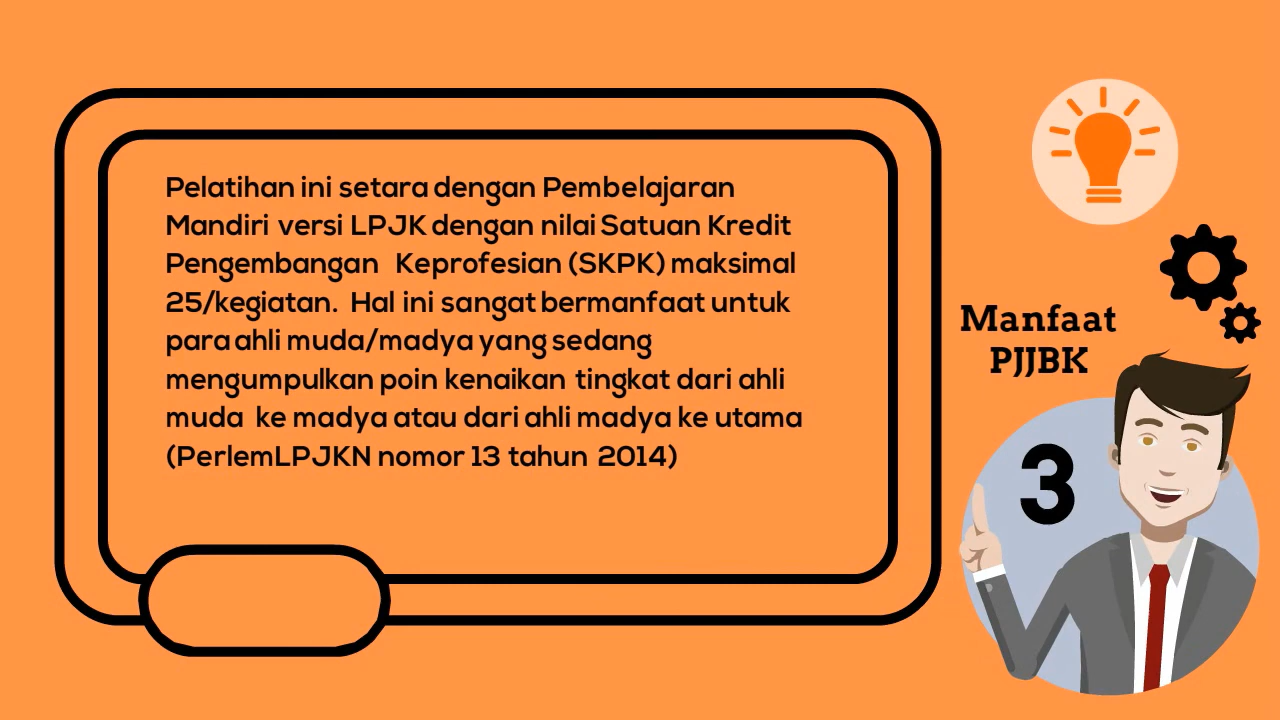 Pelatihan ini setara dengan Pembelajaran
Mandiri versi LPJK dengan nilai Satuan Kredit
Pengembangan Keprofesian (SKPK) maksimal
25/kegiatan. Hal ini sangat bermanfaat untuk
para ahli muda/madya yang sedang
mengumpulkan poin kenaikan tingkat dari ahli
muda ke madya atau dari ahli madya ke utama
(PerlemLPJKN nomor 13 tahun 2014)
Manfaat
PJJBK
3